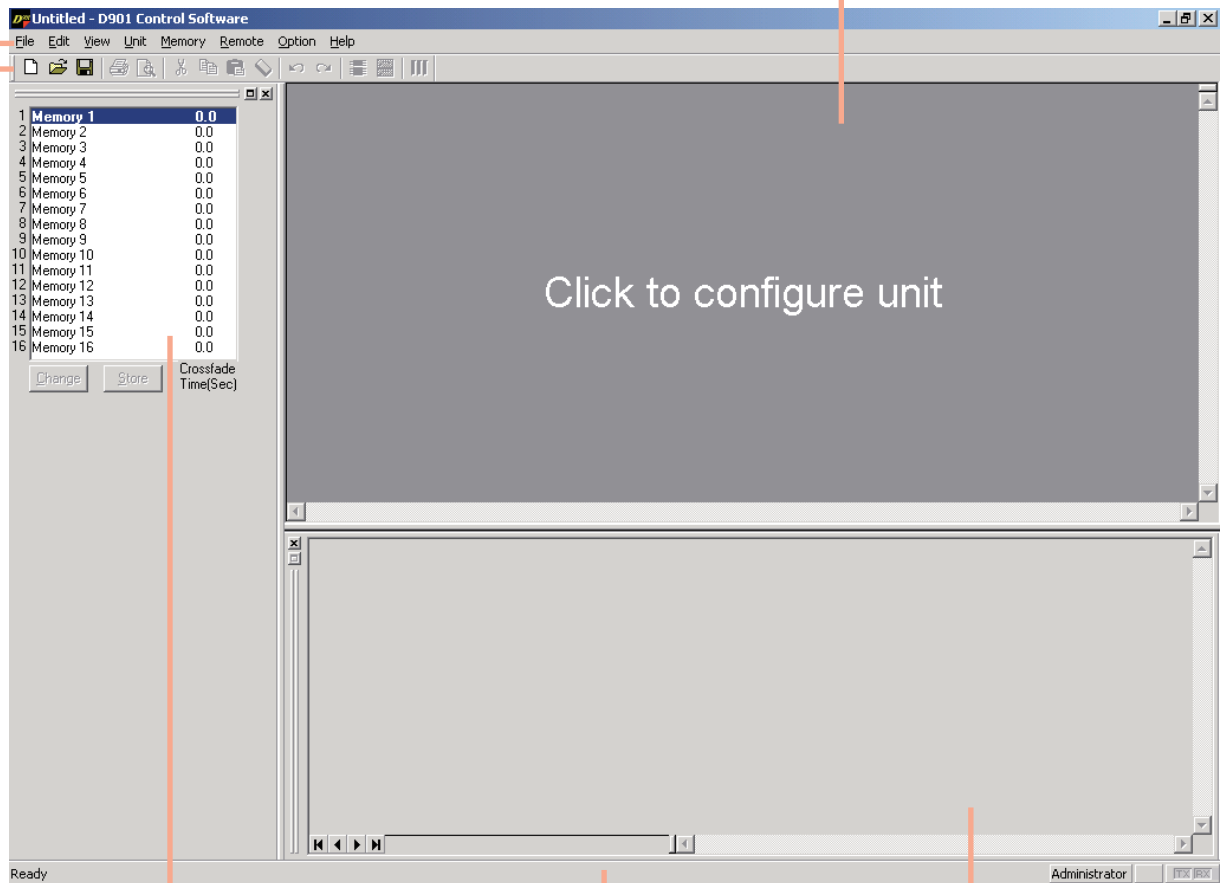 Untitled - D901 Control Software
File Edit View Unit Memory Remote Option Help
1 Memory 1 0.0
2 Memory 2 0.0
3 Memory 3 0.0
4 Memory 4 0.0
5 Memory 5 0.0
6 Memory 6 0.0
7 Memory 7 0.0
8 Memory 8 0.0
9 Memory 9 0.0
10 Memory 10 0.0
11 Memory 11 0.0
12 Memory 12 0.0
13 Memory 13 0.0
14 Memory 14 0.0
15 Memory 15 0.0
16 Memory 16 0.0
Change Store Crossfade
Time(Sec)
Click to configure unit
Ready Administrator TX RX